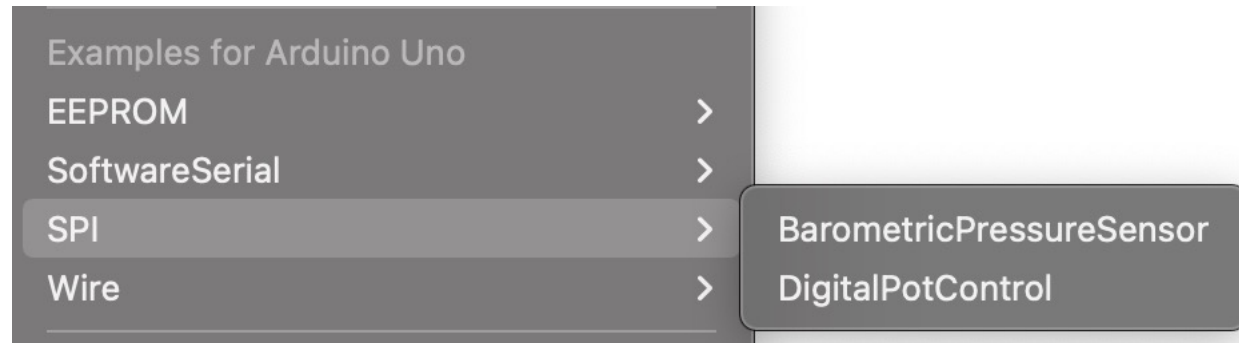 Examples for Arduino Uno
EEPROM
SoftwareSerial
SPI
Wire
BarometricPressureSensor
DigitalPotControl